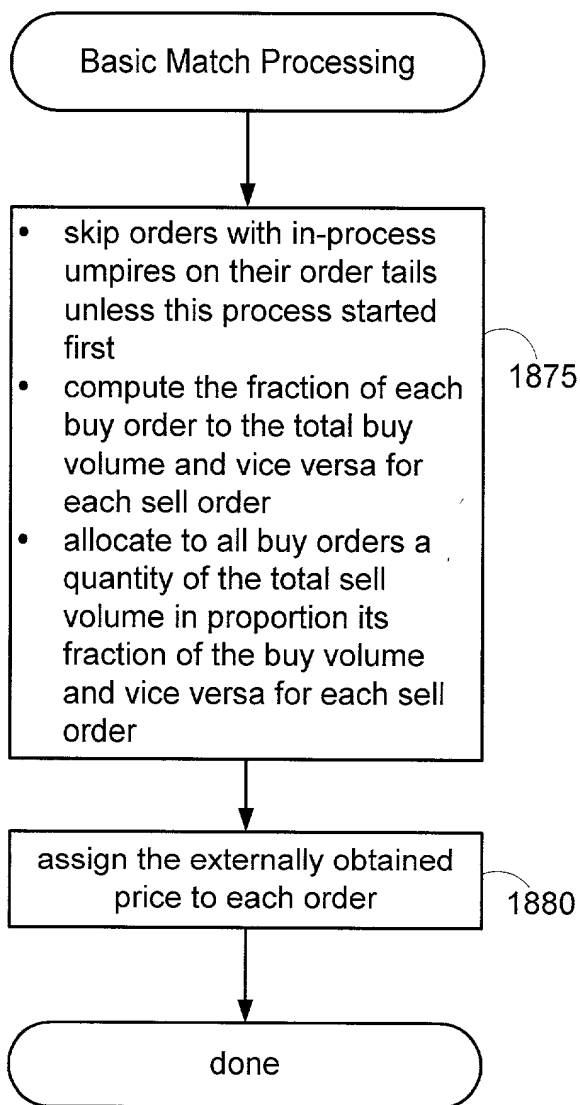 Basic Match Processing
• skip orders with in-process
umpires on their order tails
unless this process started
first
• compute the fraction of each
buy order to the total buy
volume and vice versa for
each sell order
• allocate to all buy orders a
quantity of the total sell
volume in proportion its
fraction of the buy volume
and vice versa for each sell
order
1875
assign the externally obtained
price to each order
1880
done